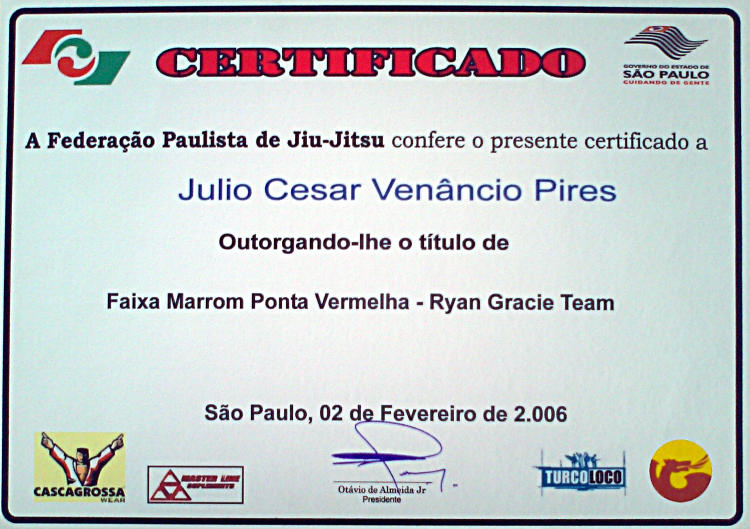 CERTIFICADO
GOVERNO DO ESTADO DE
SÃO PAULO
CUIDANDO DE GENTE
A Federação Paulista de Jiu-Jitsu confere o presente certificado a
Julio Cesar Venâncio Pires
Outorgando-lhe o título de
Faixa Marrom Ponta Vermelha - Ryan Gracie Team
São Paulo, 02 de Fevereiro de 2.006
CASCAGROSSA
WEAR
MASTER LINE
SUPLEMENTS
Otávio de Almeida Jr
Presidente
TURCOLOCO